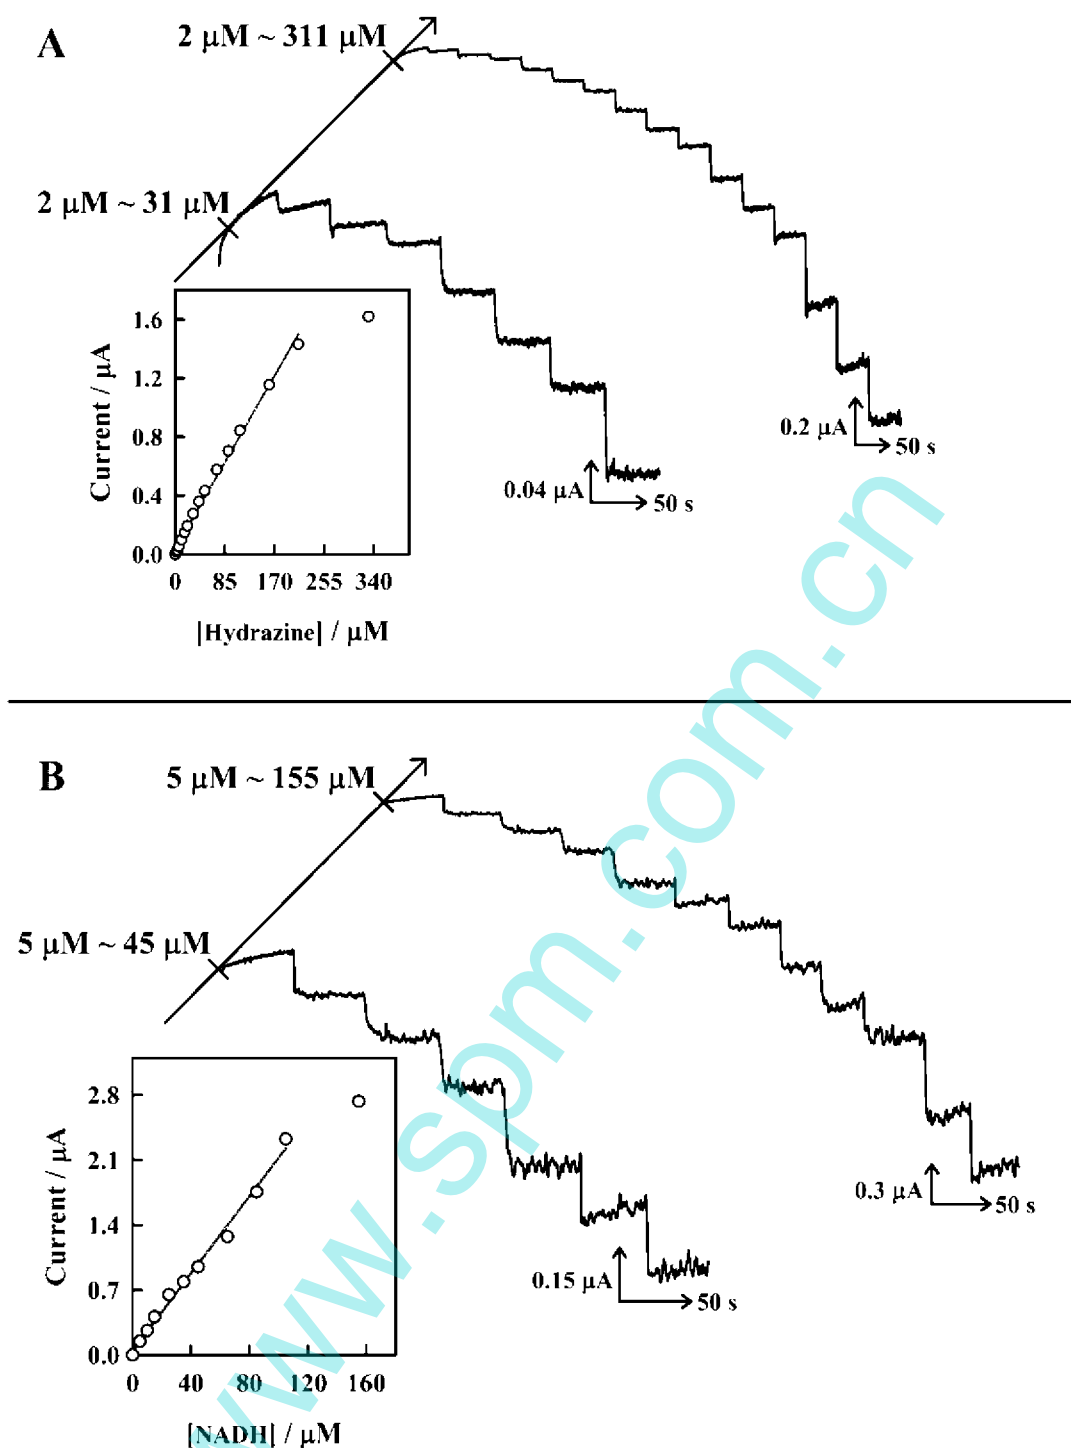 A
2 µM ~ 311 µM
2 µM ~ 31 µM
Current / µA
1.6
1.2
0.8
0.4
0.0
0 85 170 255 340
[Hydrazine] / µM
0.2 µA
50 s
0.04 µA
50 s
B
5 µM ~ 155 µM
5 µM ~ 45 µM
Current / µA
2.8
2.1
1.4
0.7
0.0
0 40 80 120 160
[NADH] / µM
0.3 µA
50 s
0.15 µA
50 s
www.spm.com.cn